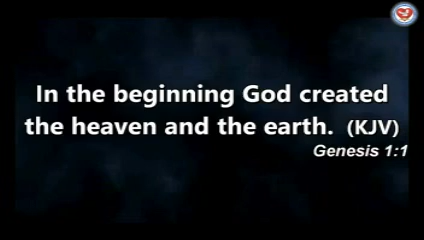 In the beginning God created
the heaven and the earth. (KJV)
Genesis 1:1